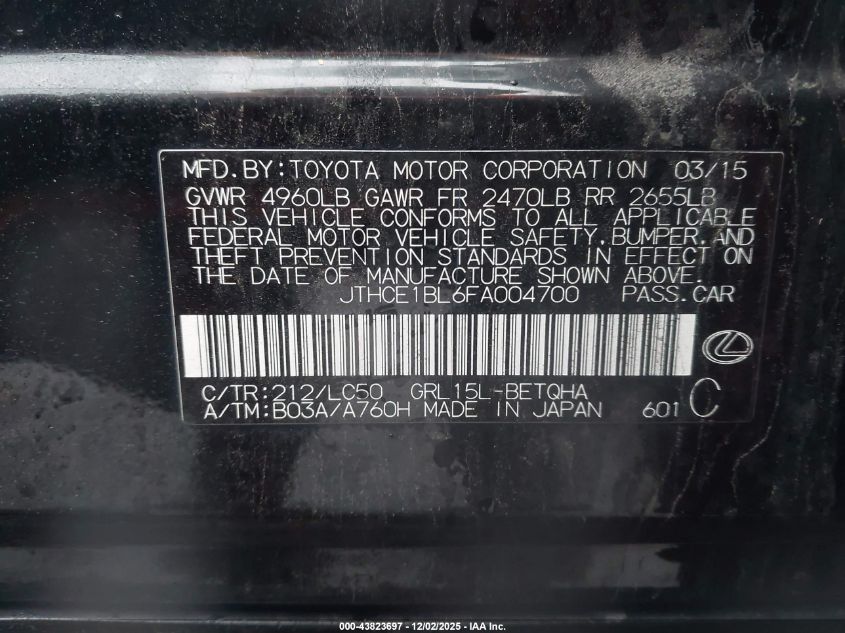 MFD.BY:TOYOTA MOTOR CORPORATION 03/15
GVWR 4960LB GAWR FR 2470LB RR 2655LB
THIS VEHICLE CONFORMS TO ALL APPLICABLE
FEDERAL MOTOR VEHICLE SAFETY,BUMPER,AND
THEFT PREVENTION STANDARDS IN EFFECT ON
THE DATE OF MANUFACTURE SHOWN ABOVE.
JTHCE1BL6FA004700 PASS.CAR
C/TR:212/LC50 GRL15L-BETQHA
A/TM:B03A/A760H MADE IN JAPAN 601 C
000-43823697 - 12/02/2025 - IAA Inc.